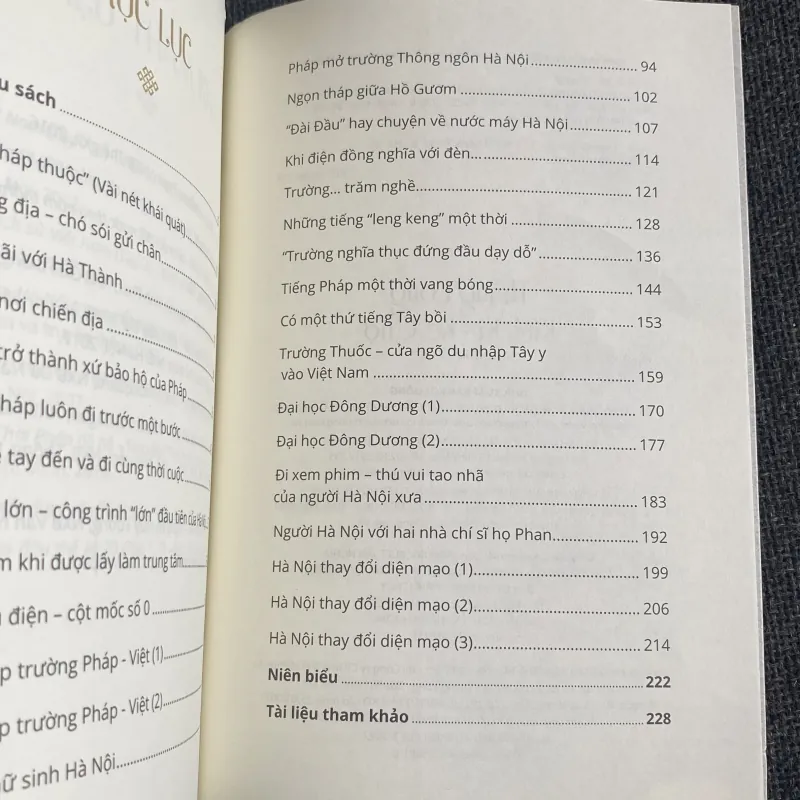 LỤC
sách
thuộc" (Vài nét khái quát)
địa – chó sói gửi chân
với Hà Thành
nơi chiến địa
trở thành xứ bảo hộ của Pháp
luôn đi trước một bước
tay đến và đi cùng thời cuộc
lớn – công trình "lớn" đầu tiên của
khi được lấy làm trung tâm
điện – cột mốc số 0
trường Pháp - Việt (1)
trường Pháp - Việt (2)
sinh Hà Nội
Pháp mở trường Thông ngôn Hà Nội 94
Ngọn tháp giữa Hồ Gươm 102
"Đài Đầu" hay chuyện về nước máy Hà Nội 107
Khi điện đồng nghĩa với đèn... 114
Trường... trăm nghề 121
Những tiếng "leng keng" một thời 128
"Trường nghĩa thục đứng đầu dạy dỗ" 136
Tiếng Pháp một thời vang bóng 144
Có một thứ tiếng Tây bồi 153
Trường Thuốc – cửa ngõ du nhập Tây y
vào Việt Nam 159
Đại học Đông Dương (1) 170
Đại học Đông Dương (2) 177
Đi xem phim – thú vui tao nhã
của người Hà Nội xưa 183
Người Hà Nội với hai nhà chí sĩ họ Phan 192
Hà Nội thay đổi diện mạo (1) 199
Hà Nội thay đổi diện mạo (2) 206
Hà Nội thay đổi diện mạo (3) 214
Niên biểu 222
Tài liệu tham khảo 228